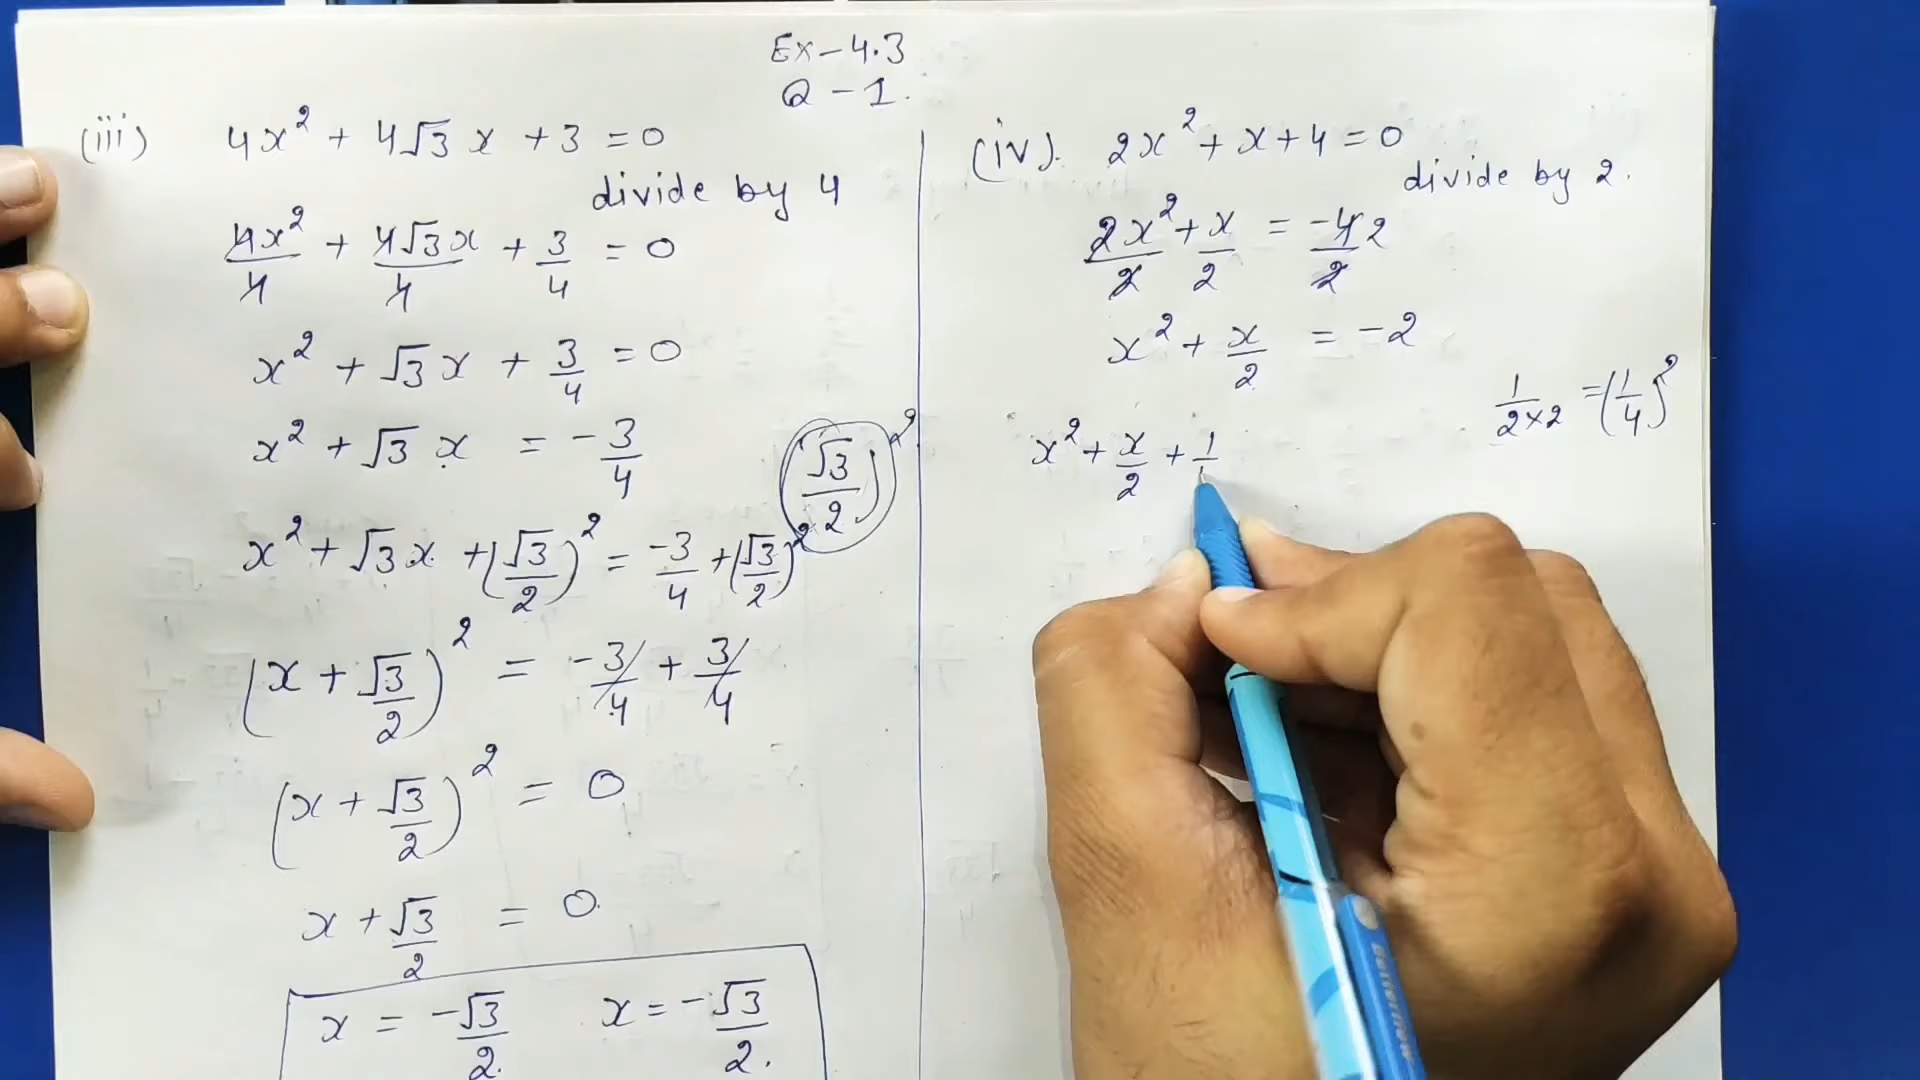 Ex-4.3
Q-1.
(iii) 4x² + 4√3 x + 3 = 0
divide by 4
4x²/4 + 4√3x/4 + 3/4 = 0
x² + √3 x + 3/4 = 0
x² + √3 x = -3/4
(√3/2)²
x² + √3x + (√3/2)² = -3/4 + (√3/2)²
(x + √3/2)² = -3/4 + 3/4
(x + √3/2)² = 0
x + √3/2 = 0
x = -√3/2 x = -√3/2.
(iv). 2x² + x + 4 = 0
divide by 2.
2x²/2 + x/2 = -4/2 2
x² + x/2 = -2
1/2×2 = (1/4)²
x² + x/2 + 1